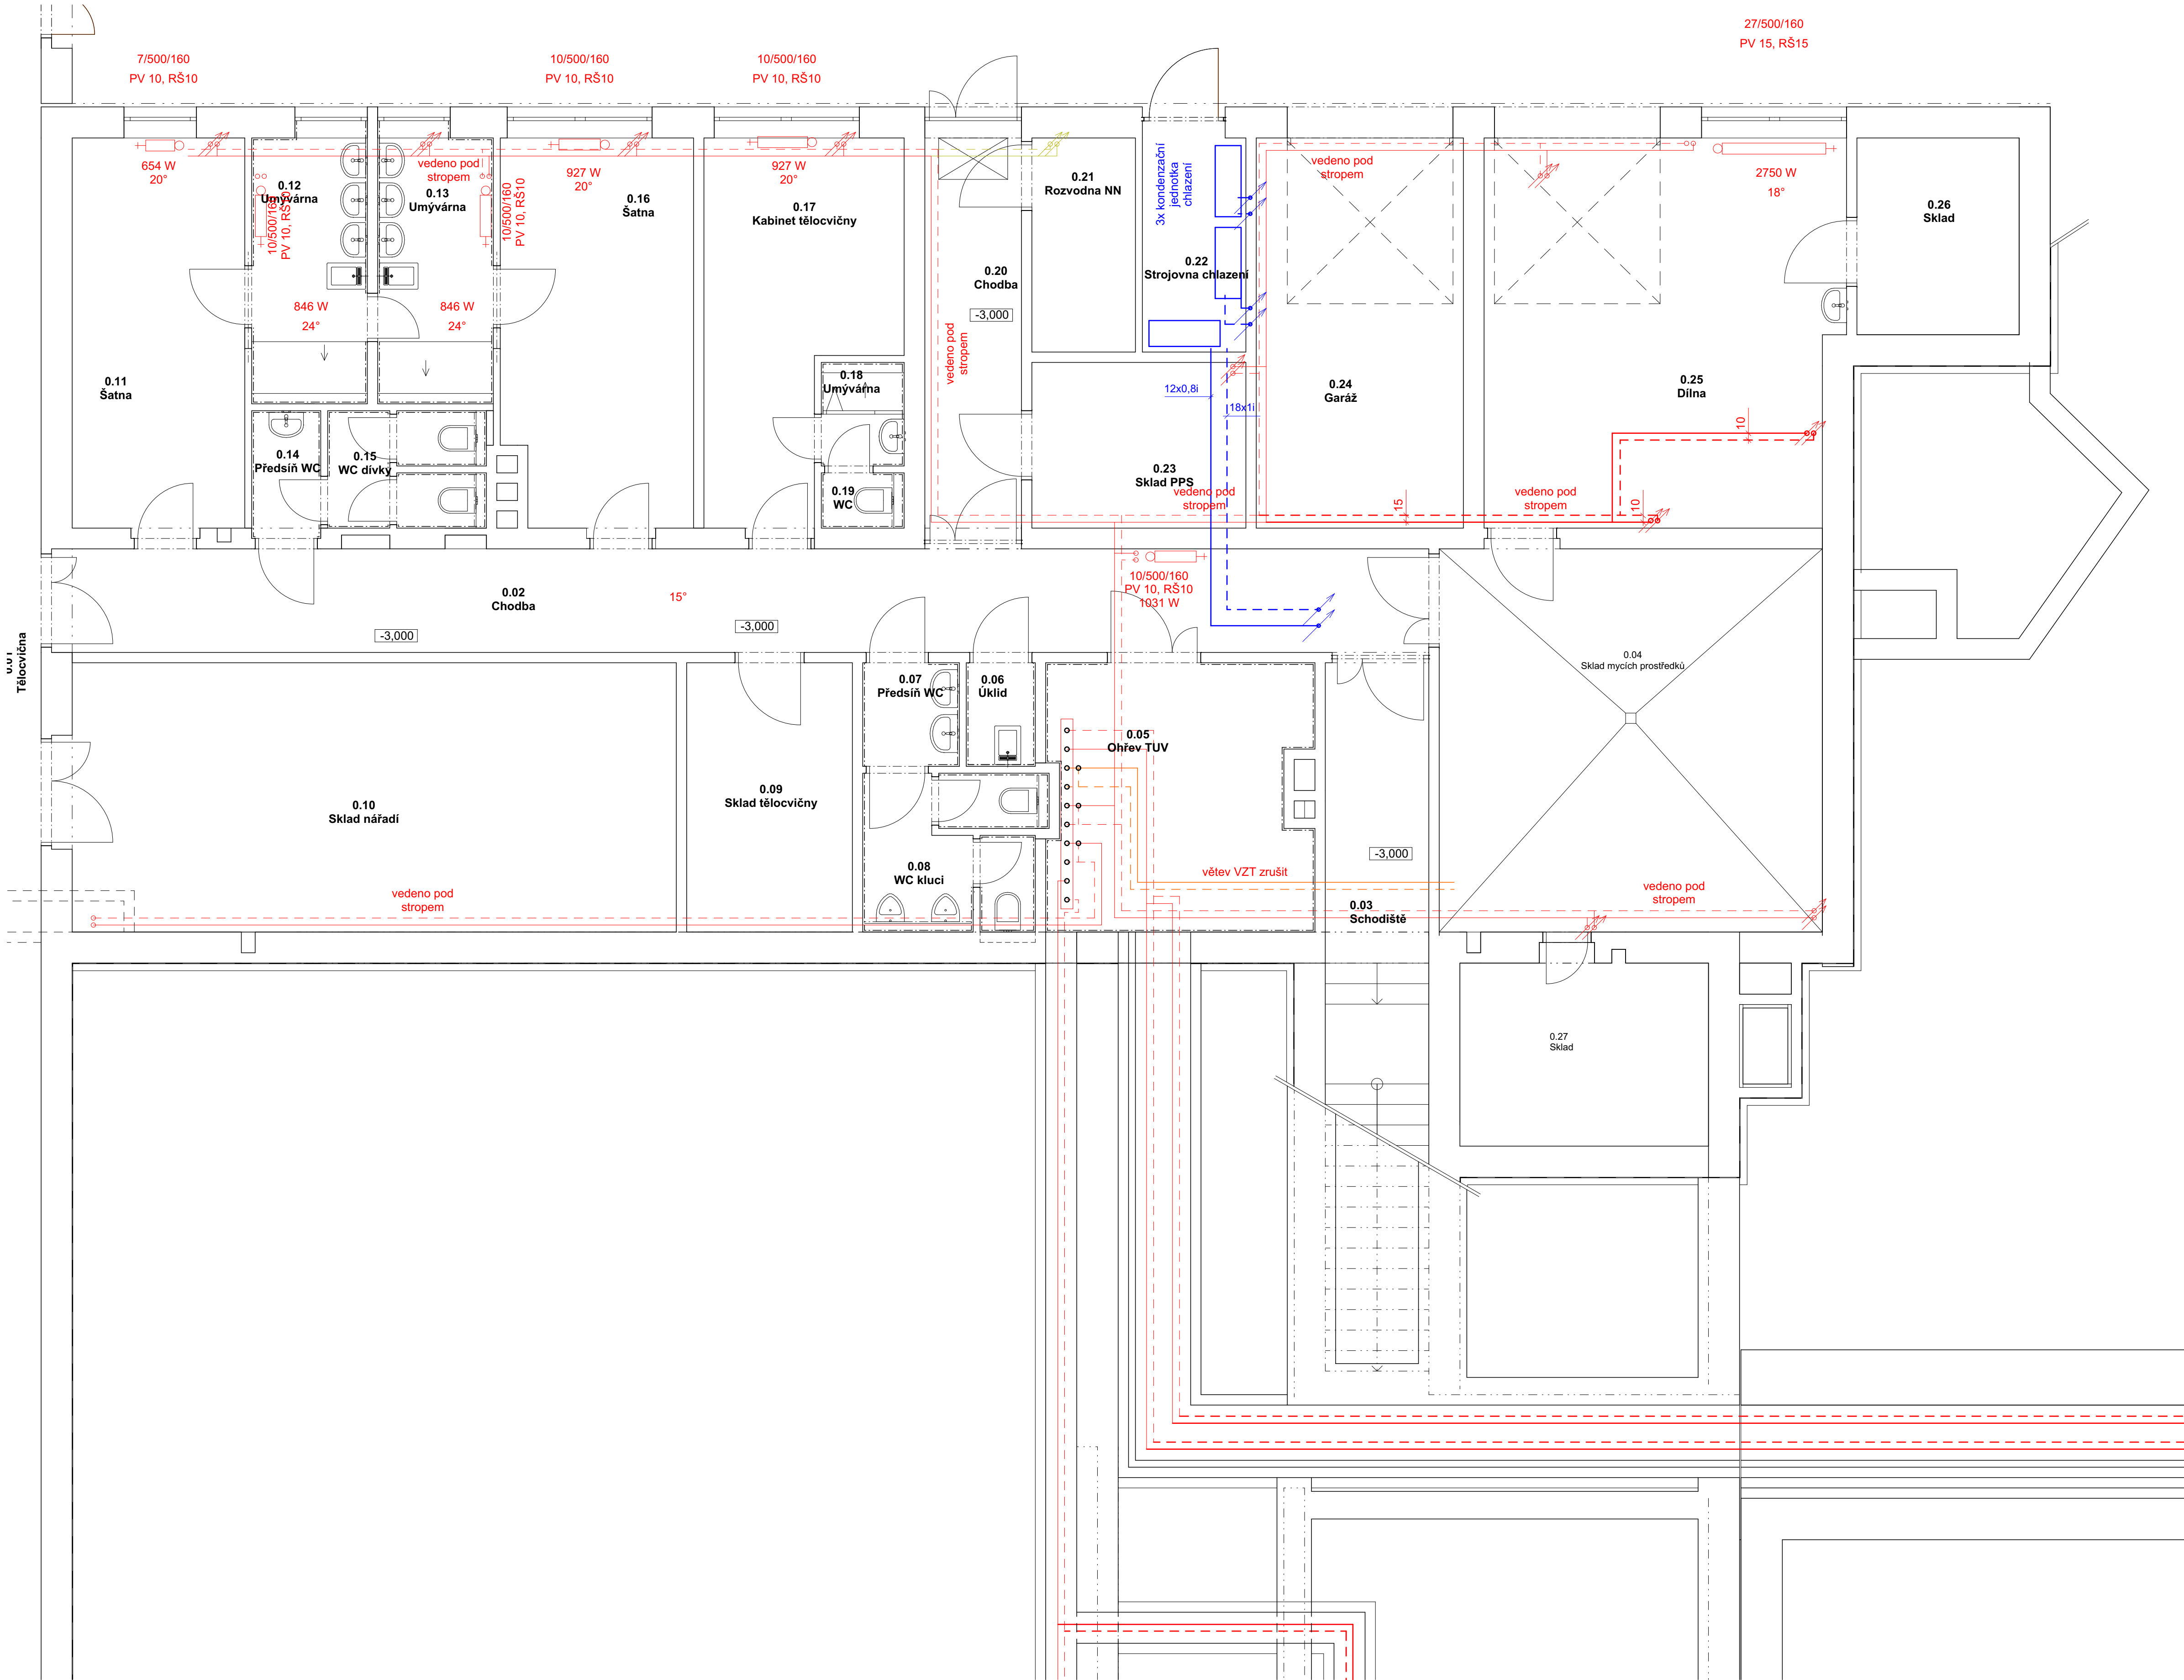 27/500/160
PV 15, RŠ15
7/500/160
PV 10, RŠ10
10/500/160
PV 10, RŠ10
10/500/160
PV 10, RŠ10
654 W
20°
0.12
Umývárna
10/500/160
PV 10, RŠ10
vedeno pod
stropem
0.13
Umývárna
10/500/160
PV 10, RŠ10
927 W
20°
0.16
Šatna
927 W
20°
0.17
Kabinet tělocvičny
0.21
Rozvodna NN
3x kondenzační
jednotka
chlazení
vedeno pod
stropem
2750 W
18°
0.26
Sklad
0.20
Chodba
-3,000
0.22
Strojovna chlazení
846 W
24°
846 W
24°
vedeno pod
stropem
0.11
Šatna
0.18
Umývárna
12x0,8i
18x1i
0.24
Garáž
0.25
Dílna
10
0.14
Předsíň WC
0.15
WC dívky
0.19
WC
0.23
Sklad PPS
vedeno pod
stropem
15
vedeno pod
stropem
10
0.02
Chodba
15°
10/500/160
PV 10, RŠ10
1031 W
-3,000
-3,000
0.01
Tělocvična
0.04
Sklad mycích prostředků
0.07
Předsíň WC
0.06
Úklid
0.05
Ohřev TUV
0.10
Sklad nářadí
0.09
Sklad tělocvičny
0.08
WC kluci
-3,000
větev VZT zrušit
vedeno pod
stropem
vedeno pod
stropem
0.03
Schodiště
0.27
Sklad